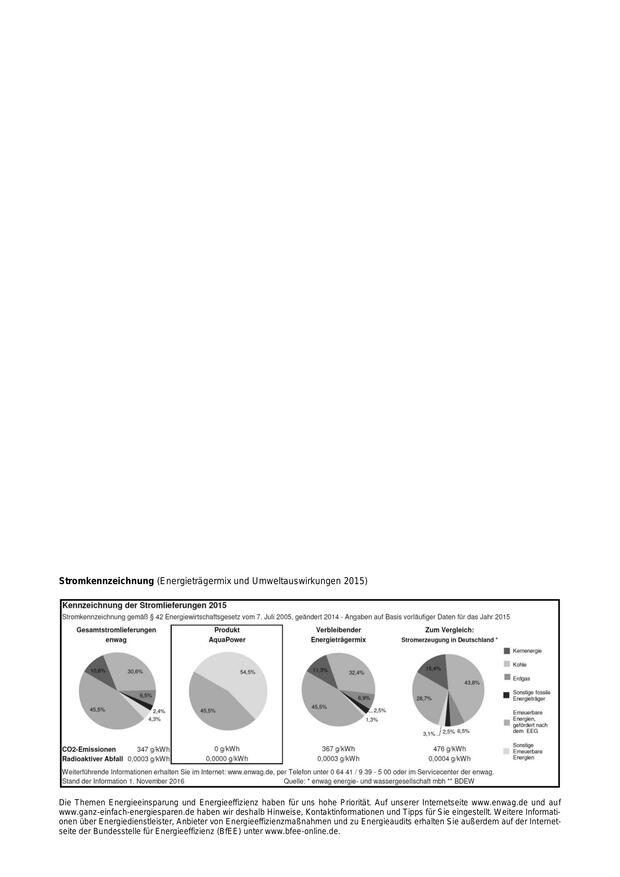 Stromkennzeichnung (Energieträgermix und Umweltauswirkungen 2015)
Kennzeichnung der Stromlieferungen 2015
Stromkennzeichnung gemäß § 42 Energiewirtschaftsgesetz vom 7. Juli 2005, geändert 2014 - Angaben auf Basis vorläufiger Daten für das Jahr 2015
Gesamtstromlieferungen
enwag
10,8%
30,6%
6,5%
2,4%
4,3%
45,5%
CO2-Emissionen 347 g/kWh
Radioaktiver Abfall 0,0003 g/kWh
Produkt
AquaPower
54,5%
45,5%
0 g/kWh
0,0000 g/kWh
Verbleibender
Energieträgermix
11,3%
32,4%
6,9%
2,5%
1,3%
45,5%
367 g/kWh
0,0003 g/kWh
Zum Vergleich:
Stromerzeugung in Deutschland *
15,4%
43,8%
28,7%
3,1%
2,5%
6,5%
476 g/kWh
0,0004 g/kWh
Kernenergie
Kohle
Erdgas
Sonstige fossile
Energieträger
Erneuerbare
Energien,
gefördert nach
dem EEG
Sonstige
Erneuerbare
Energien
Weiterführende Informationen erhalten Sie im Internet: www.enwag.de, per Telefon unter 0 64 41 / 9 39 - 5 00 oder im Servicecenter der enwag.
Stand der Information 1. November 2016 Quelle: * enwag energie- und wassergesellschaft mbh ** BDEW
Die Themen Energieeinsparung und Energieeffizienz haben für uns hohe Priorität. Auf unserer Internetseite www.enwag.de und auf
www.ganz-einfach-energiesparen.de haben wir deshalb Hinweise, Kontaktinformationen und Tipps für Sie eingestellt. Weitere Informati-
onen über Energiedienstleister, Anbieter von Energieeffizienzmaßnahmen und zu Energieaudits erhalten Sie außerdem auf der Internet-
seite der Bundesstelle für Energieeffizienz (BfEE) unter www.bfee-online.de.